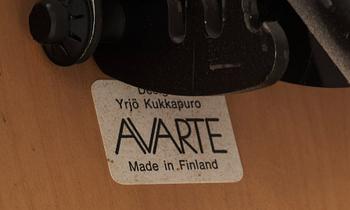 Yrjö Kukkapuro
AVARTE
Made in Finland